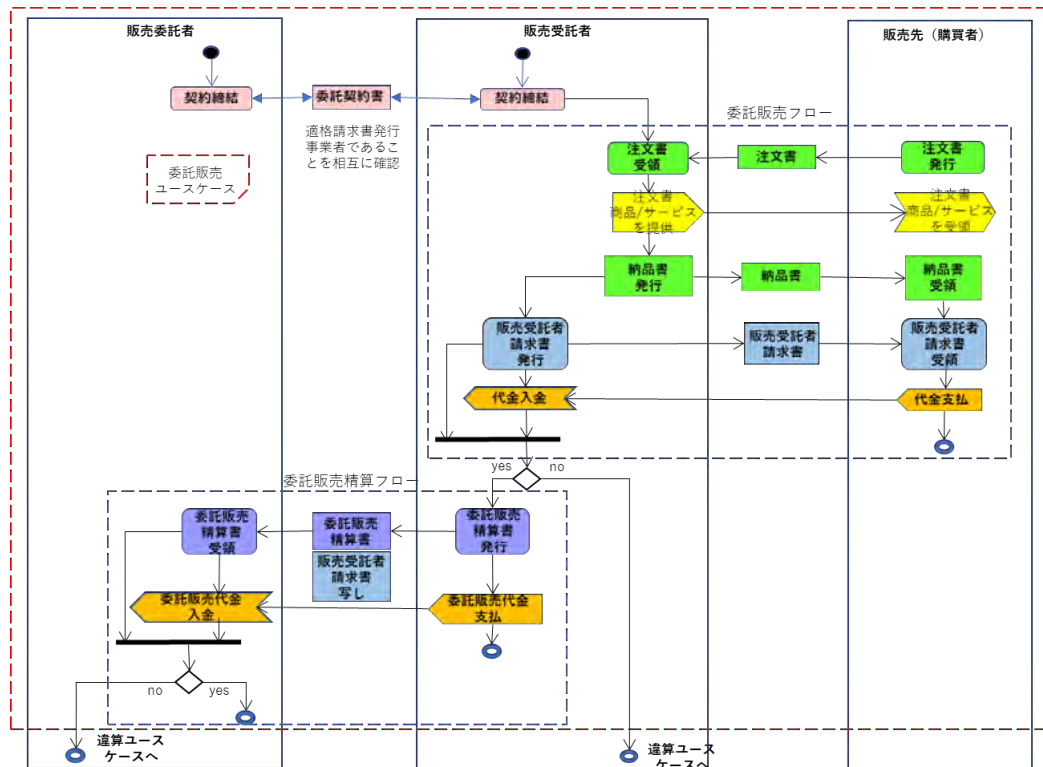 販売委託者
販売受託者
販売先（購買者）
契約締結
委託契約書
契約締結
適格請求書発行
事業者であるこ
とを相互に確認
委託販売フロー
委託販売
ユースケース
注文書
受領
注文書
注文書
発行
注文書
商品/サービス
を提供
注文書
商品/サービス
を受領
納品書
発行
納品書
納品書
受領
販売受託者
請求書
発行
販売受託者
請求書
販売受託者
請求書
受領
代金入金
代金支払
yes
no
委託販売精算フロー
委託販売
精算書
受領
委託販売
精算書
委託販売
精算書
発行
販売受託者
請求書
写し
委託販売代金
入金
委託販売代金
支払
no
yes
違算ユース
ケースへ
違算ユース
ケースへ